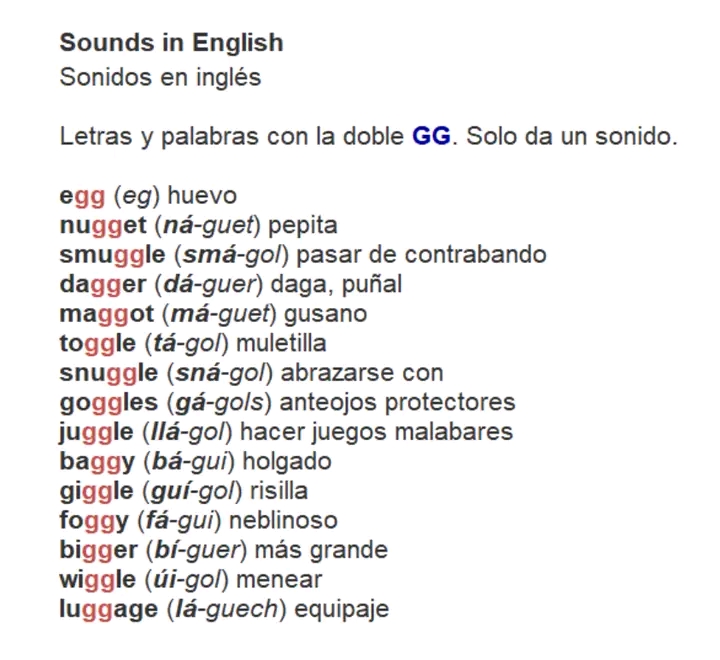 Sounds in English
Sonidos en inglés
Letras y palabras con la doble GG. Solo da un sonido.
egg (eg) huevo
nugget (ná-guet) pepita
smuggle (smá-gol) pasar de contrabando
dagger (dá-guer) daga, puñal
maggot (má-guet) gusano
toggle (tá-gol) muletilla
snuggle (sná-gol) abrazarse con
goggles (gá-gols) anteojos protectores
juggle (llá-gol) hacer juegos malabares
baggy (bá-gui) holgado
giggle (guí-gol) risilla
foggy (fá-gui) neblinoso
bigger (bí-guer) más grande
wiggle (úi-gol) menear
luggage (lá-guech) equipaje